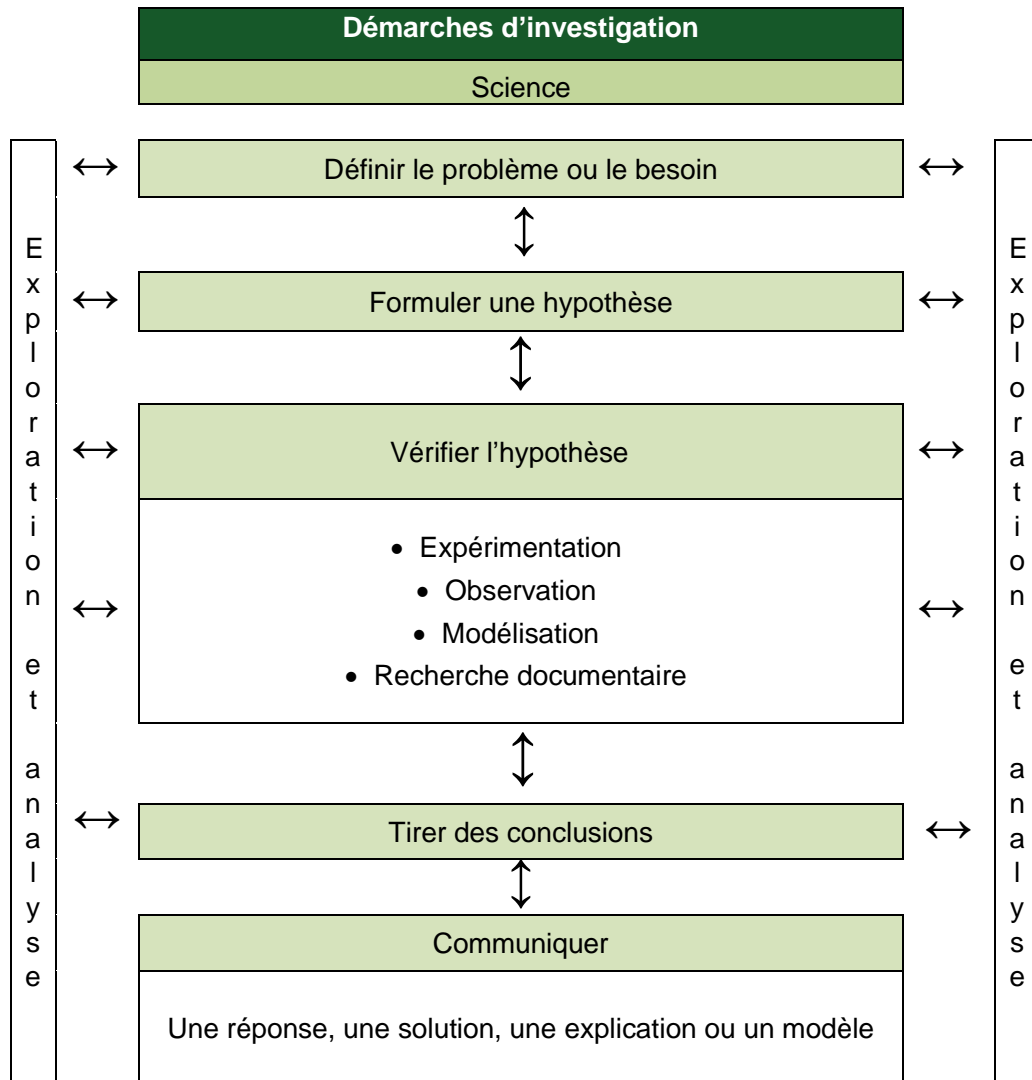 Démarches d’investigation
Science
Définir le problème ou le besoin
Formuler une hypothèse
Vérifier l’hypothèse
• Expérimentation
• Observation
• Modélisation
• Recherche documentaire
Tirer des conclusions
Communiquer
Une réponse, une solution, une explication ou un modèle
Exploration et analyse
Exploration et analyse